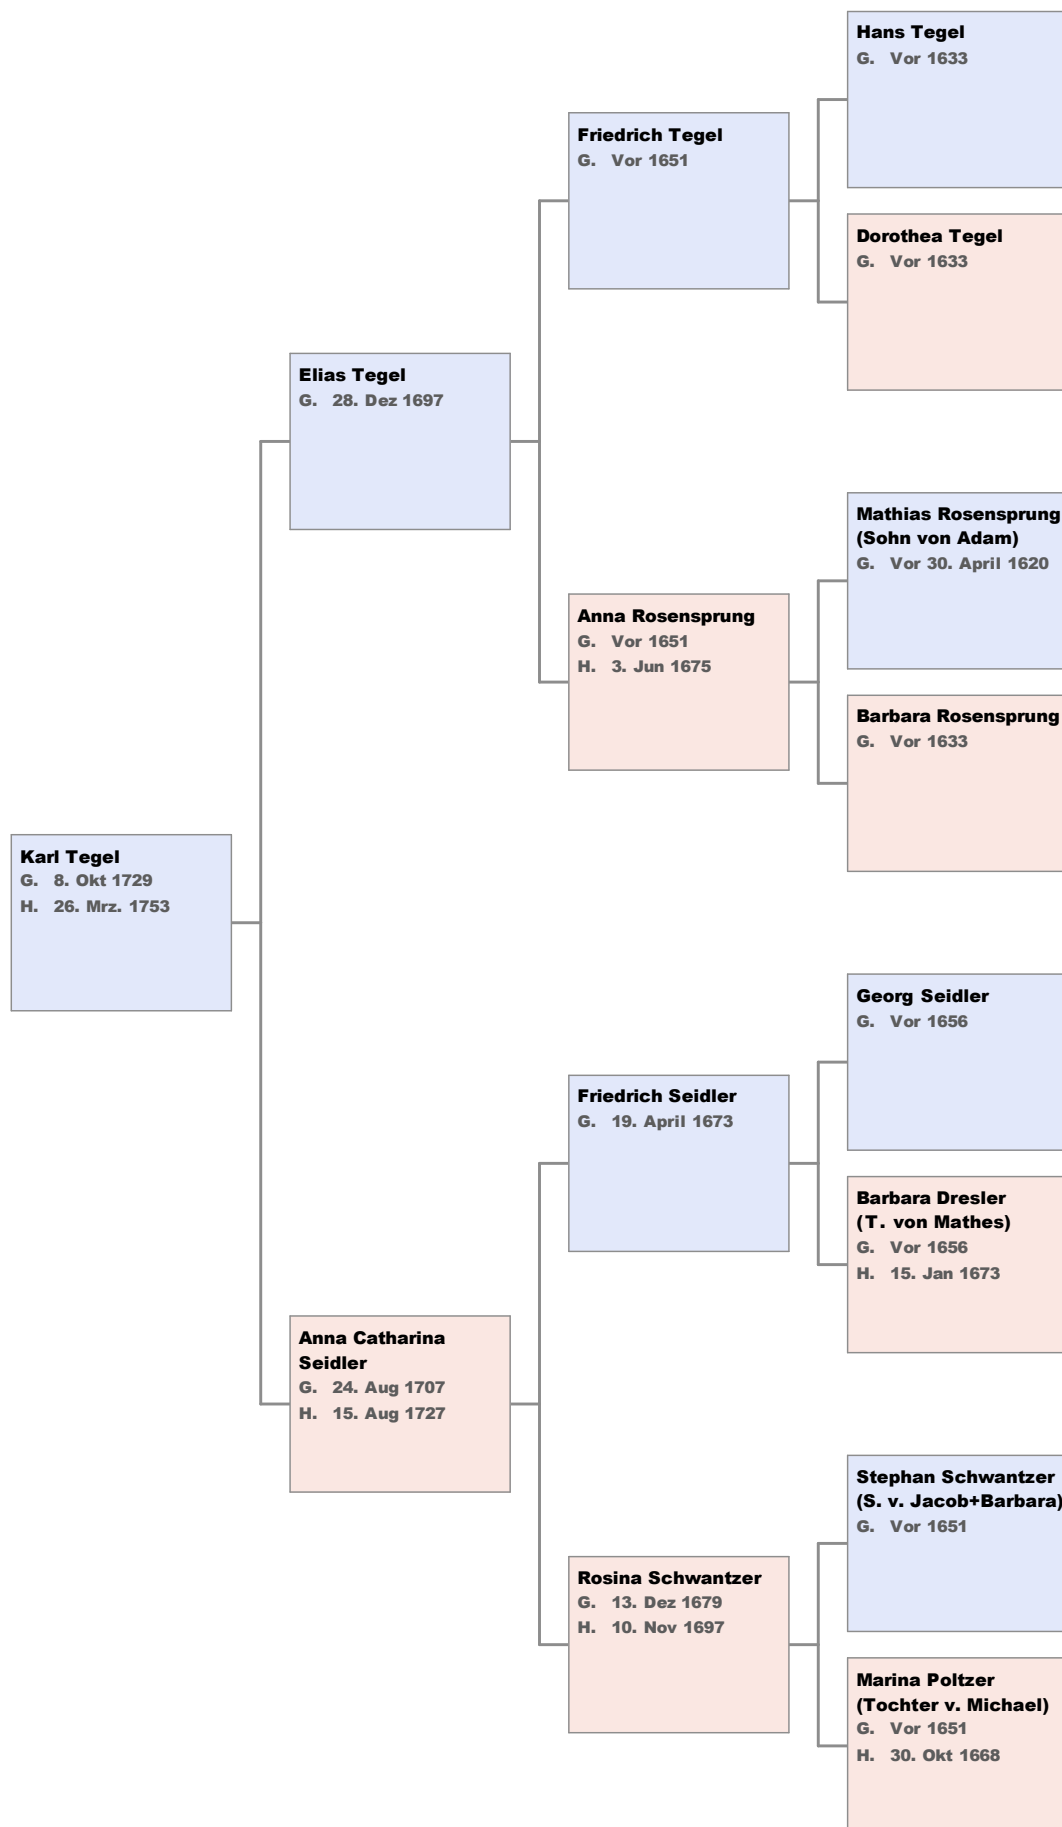 Hans Tegel
G. Vor 1633
Friedrich Tegel
G. Vor 1651
Dorothea Tegel
G. Vor 1633
Elias Tegel
G. 28. Dez 1697
Mathias Rosensprung
(Sohn von Adam)
G. Vor 30. April 1620
Anna Rosensprung
G. Vor 1651
H. 3. Jun 1675
Barbara Rosensprung
G. Vor 1633
Karl Tegel
G. 8. Okt 1729
H. 26. Mrz. 1753
Georg Seidler
G. Vor 1656
Friedrich Seidler
G. 19. April 1673
Barbara Dresler
(T. von Mathes)
G. Vor 1656
H. 15. Jan 1673
Anna Catharina
Seidler
G. 24. Aug 1707
H. 15. Aug 1727
Stephan Schwantzer
(S. v. Jacob+Barbara)
G. Vor 1651
Rosina Schwantzer
G. 13. Dez 1679
H. 10. Nov 1697
Marina Poltzer
(Tochter v. Michael)
G. Vor 1651
H. 30. Okt 1668